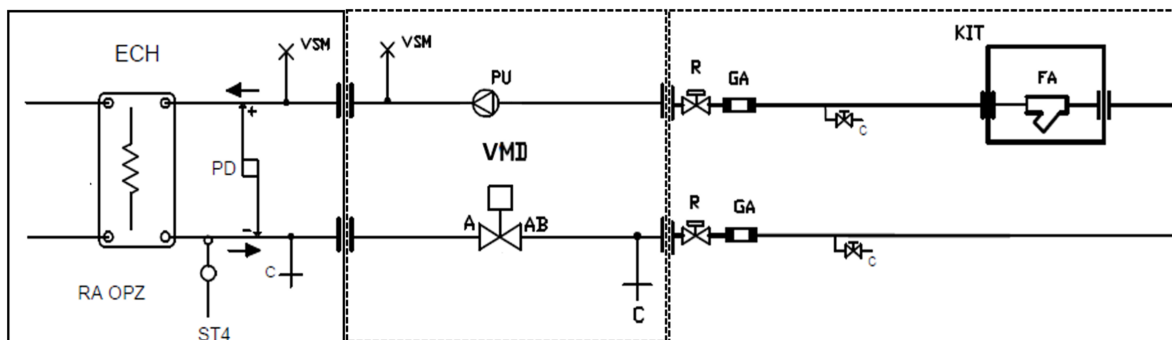 ECH
VSM
VSM
PU
R
GA
KIT
FA
C
+
PD
-
VMD
A
AB
R
GA
C
C
C
RA OPZ
ST4